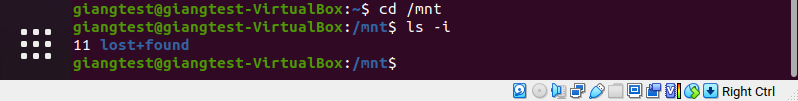 giangtest@giangtest-VirtualBox:~$ cd /mnt
giangtest@giangtest-VirtualBox:/mnt$ ls -i
11 lost+found
giangtest@giangtest-VirtualBox:/mnt$
Right Ctrl